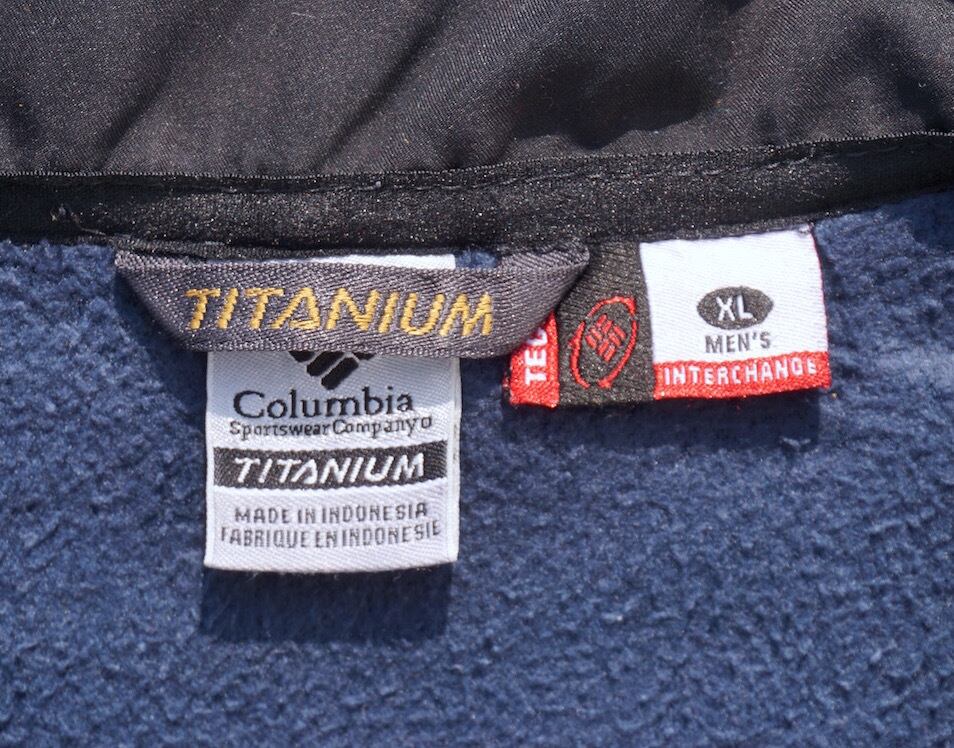 TITANIUM
Columbia
Sportswear Company
TITANIUM
MADE IN INDONESIA
FABRIQUE EN INDONESIE
XL
MEN'S
INTERCHANGE